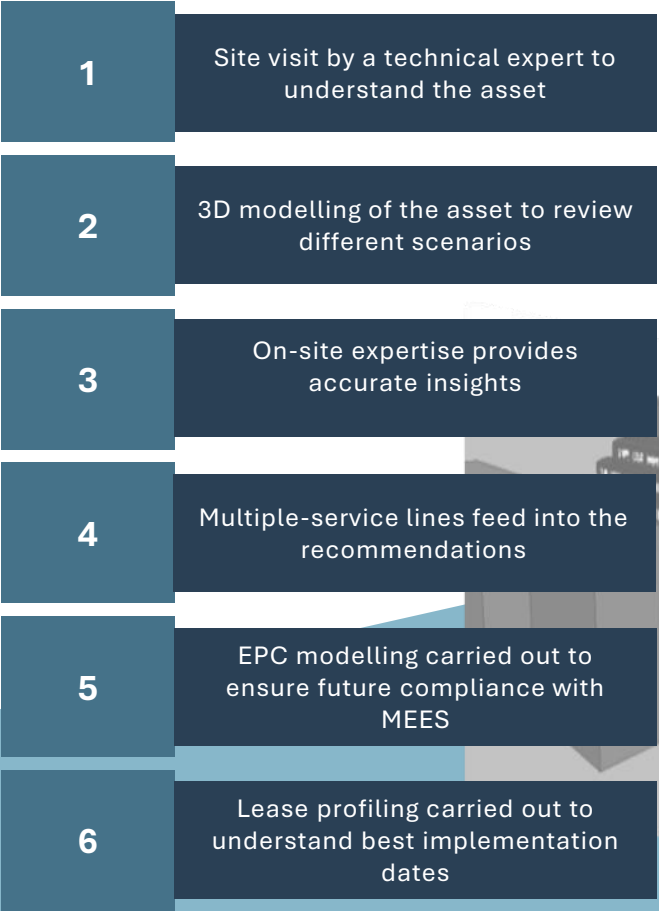 1
Site visit by a technical expert to
understand the asset
2
3D modelling of the asset to review
different scenarios
3
On-site expertise provides
accurate insights
4
Multiple-service lines feed into the
recommendations
5
EPC modelling carried out to
ensure future compliance with
MEES
6
Lease profiling carried out to
understand best implementation
dates